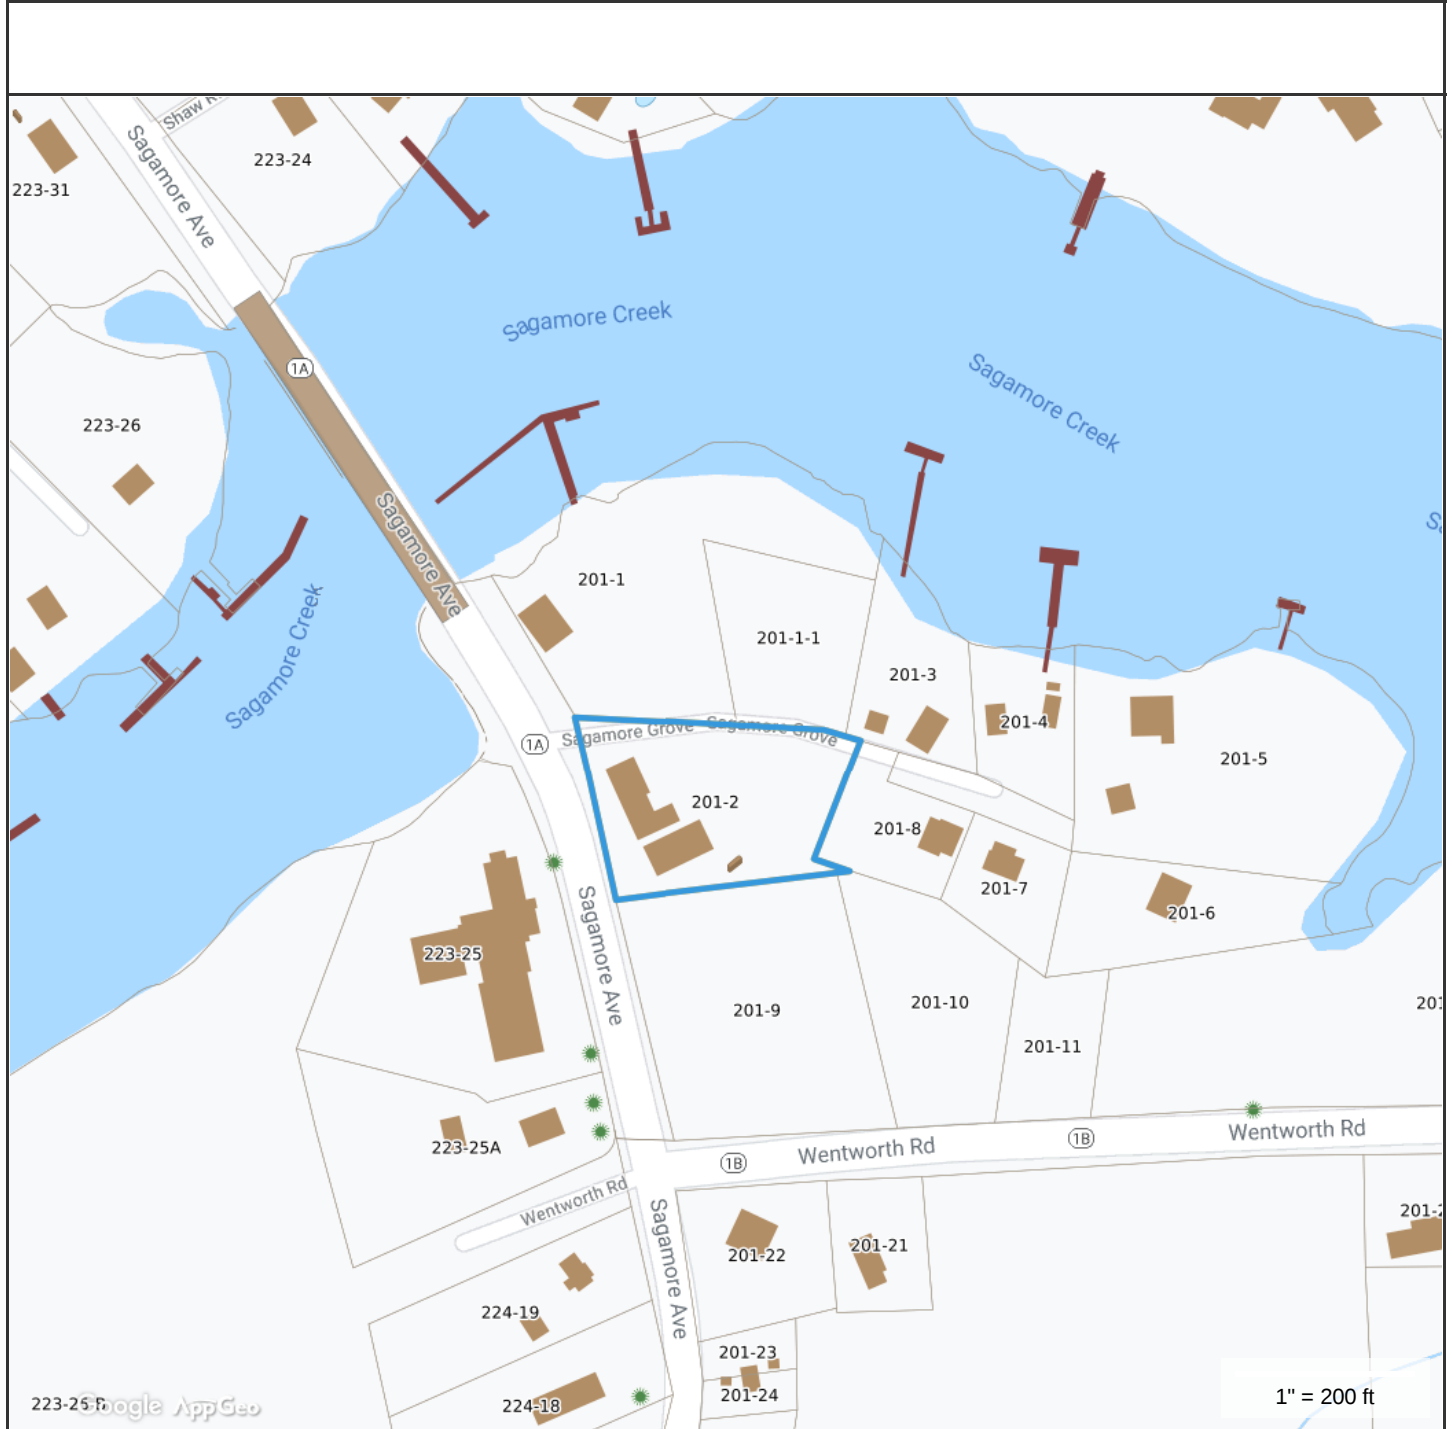 Shaw
Sagamore Ave
223-24
223-31
Sagamore Creek
1A
Sagamore Creek
223-26
Sagamore Ave
201-1
Sagamore Creek
201-1-1
201-3
201-4
Sagamore Grove
Sagamore Grove
1A
201-5
201-2
201-8
201-7
201-6
Sagamore Ave
223-25
201-9
201-10
201-11
223-25A
Wentworth Rd
1B
Wentworth Rd
1B
Wentworth Rd
Sagamore Ave
201-22
201-21
224-19
201-23
201-24
224-18
223-26 B
Google AppGeo
1" = 200 ft